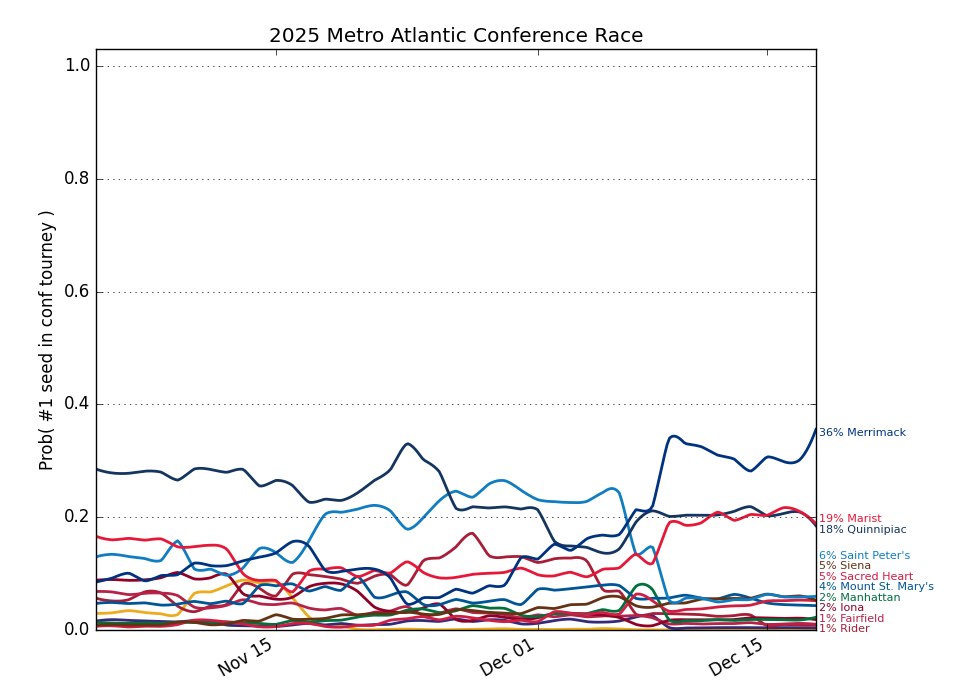 2025 Metro Atlantic Conference Race
Prob( #1 seed in conf tourney )
1.0
0.8
0.6
0.4
0.2
0.0
Nov 15
Dec 01
Dec 15
36% Merrimack
19% Marist
18% Quinnipiac
6% Saint Peter's
5% Siena
5% Sacred Heart
4% Mount St. Mary's
2% Manhattan
2% Iona
1% Fairfield
1% Rider